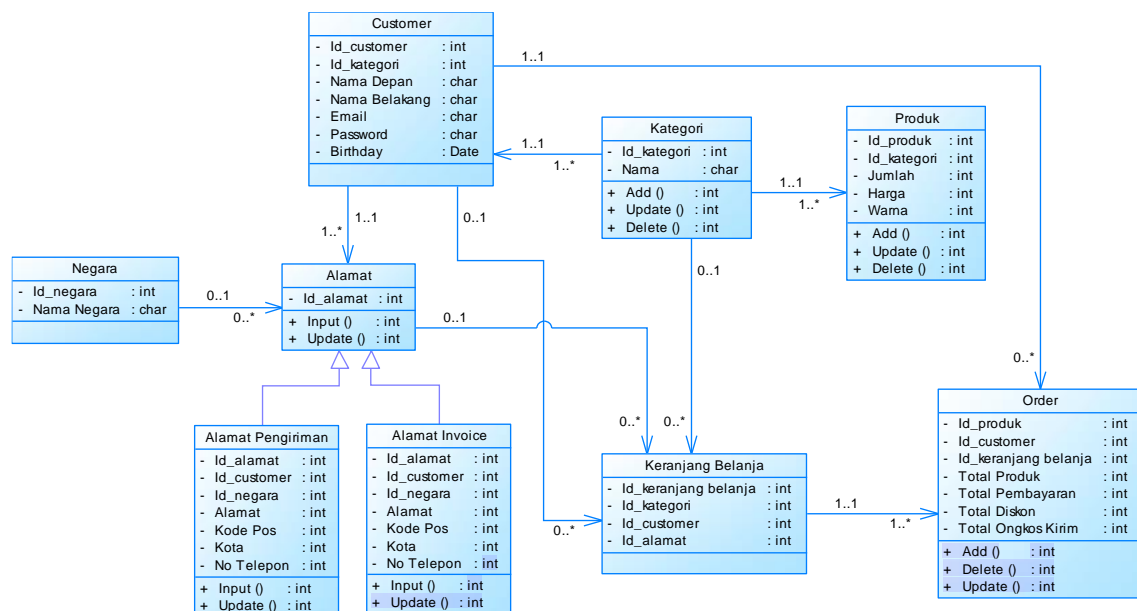 Customer
- Id_customer : int
- Id_kategori : int
- Nama Depan : char
- Nama Belakang : char
- Email : char
- Password : char
- Birthday : Date
1..1
0..*
1..1
1..*
0..1
0..*
Kategori
- Id_kategori : int
- Nama : char
+ Add () : int
+ Update () : int
+ Delete () : int
1..1
1..*
1..1
1..*
0..1
0..*
Produk
- Id_produk : int
- Id_kategori : int
- Jumlah : int
- Harga : int
- Warna : int
+ Add () : int
+ Update () : int
+ Delete () : int
Negara
- Id_negara : int
- Nama Negara : char
0..1
0..*
Alamat
- Id_alamat : int
+ Input () : int
+ Update () : int
0..1
0..*
Alamat Pengiriman
- Id_alamat : int
- Id_customer : int
- Id_negara : int
- Alamat : int
- Kode Pos : int
- Kota : int
- No Telepon : int
+ Input () : int
+ Update () : int
Alamat Invoice
- Id_alamat : int
- Id_customer : int
- Id_negara : int
- Alamat : int
- Kode Pos : int
- Kota : int
- No Telepon : int
+ Input () : int
+ Update () : int
Keranjang Belanja
- Id_keranjang belanja : int
- Id_kategori : int
- Id_customer : int
- Id_alamat : int
1..1
1..*
Order
- Id_produk : int
- Id_customer : int
- Id_keranjang belanja : int
- Total Produk : int
- Total Pembayaran : int
- Total Diskon : int
- Total Ongkos Kirim : int
+ Add () : int
+ Delete () : int
+ Update () : int